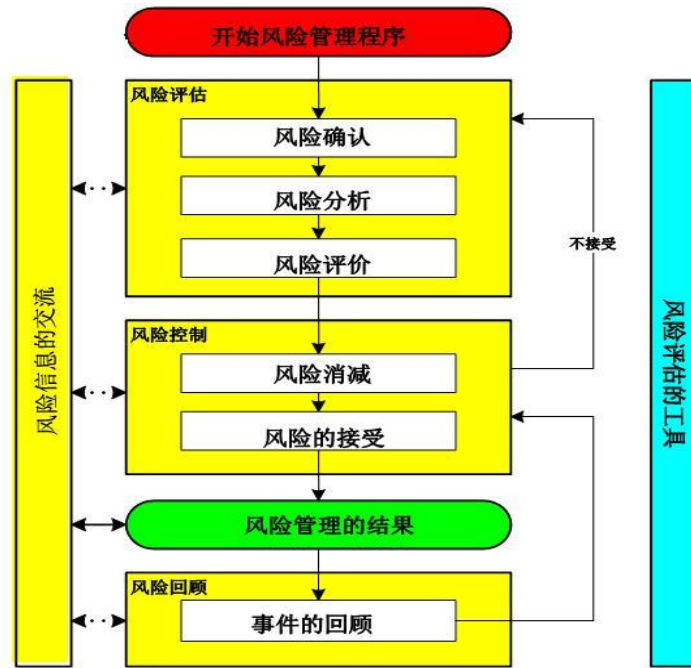 开始风险管理程序
风险评估
风险确认
风险分析
风险评价
不接受
风险控制
风险消减
风险的接受
风险管理的结果
风险回顾
事件的回顾
风险信息的交流
风险评估的工具